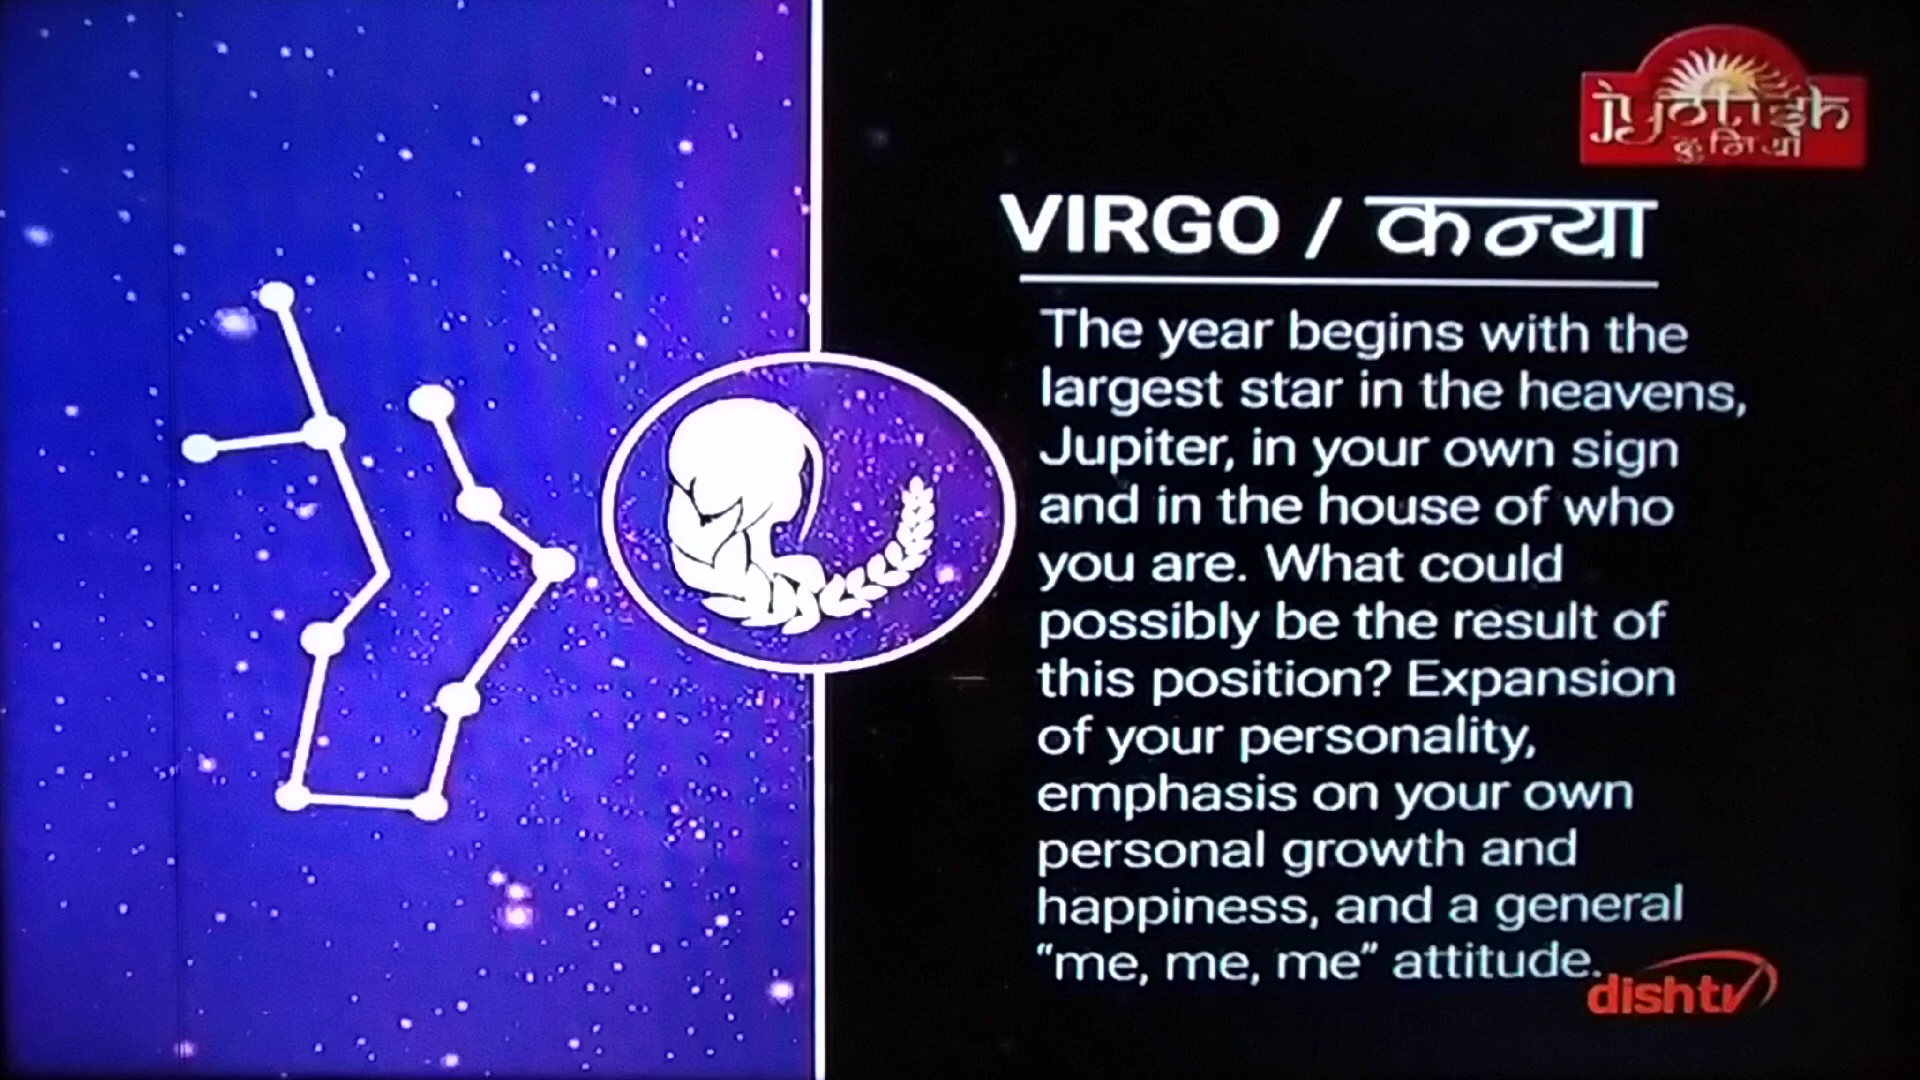 Jyotish
दुनिया
VIRGO / कन्या
The year begins with the
largest star in the heavens,
Jupiter, in your own sign
and in the house of who
you are. What could
possibly be the result of
this position? Expansion
of your personality,
emphasis on your own
personal growth and
happiness, and a general
“me, me, me” attitude.
dishtv